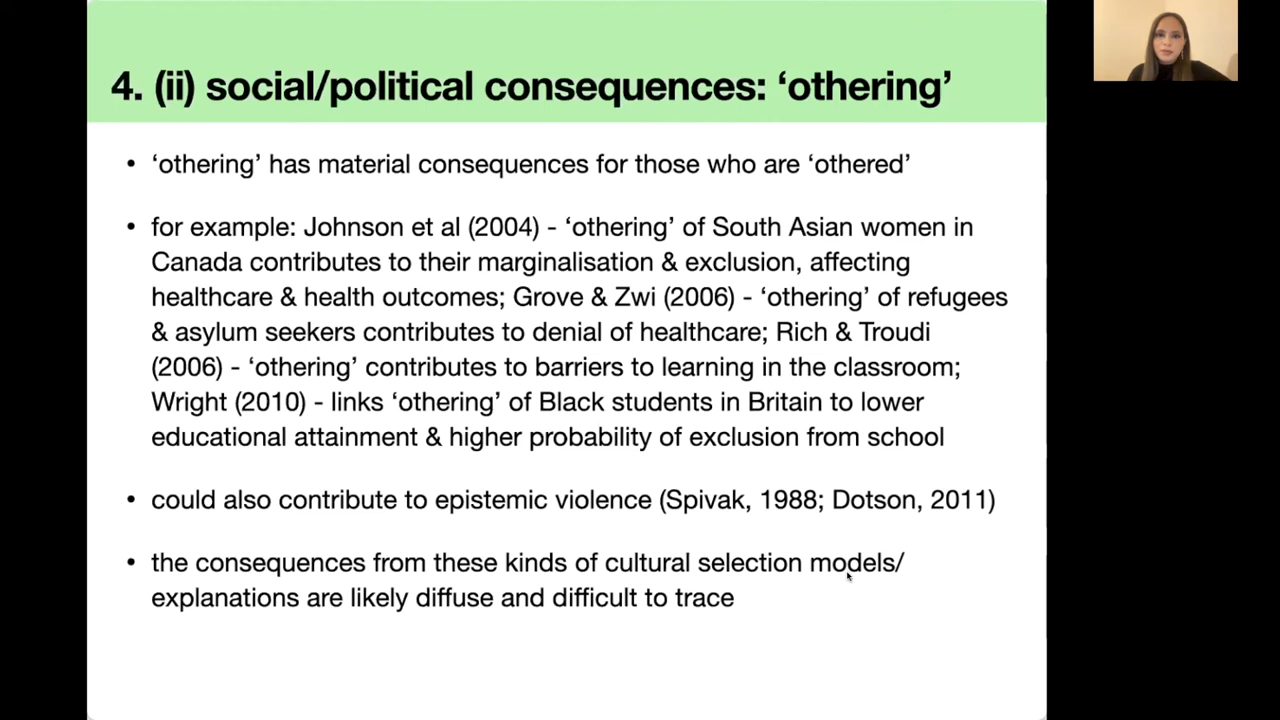 4. (ii) social/political consequences: ‘othering’
• ‘othering’ has material consequences for those who are ‘othered’
• for example: Johnson et al (2004) - ‘othering’ of South Asian women in
Canada contributes to their marginalisation & exclusion, affecting
healthcare & health outcomes; Grove & Zwi (2006) - ‘othering’ of refugees
& asylum seekers contributes to denial of healthcare; Rich & Troudi
(2006) - ‘othering’ contributes to barriers to learning in the classroom;
Wright (2010) - links ‘othering’ of Black students in Britain to lower
educational attainment & higher probability of exclusion from school
• could also contribute to epistemic violence (Spivak, 1988; Dotson, 2011)
• the consequences from these kinds of cultural selection models/
explanations are likely diffuse and difficult to trace